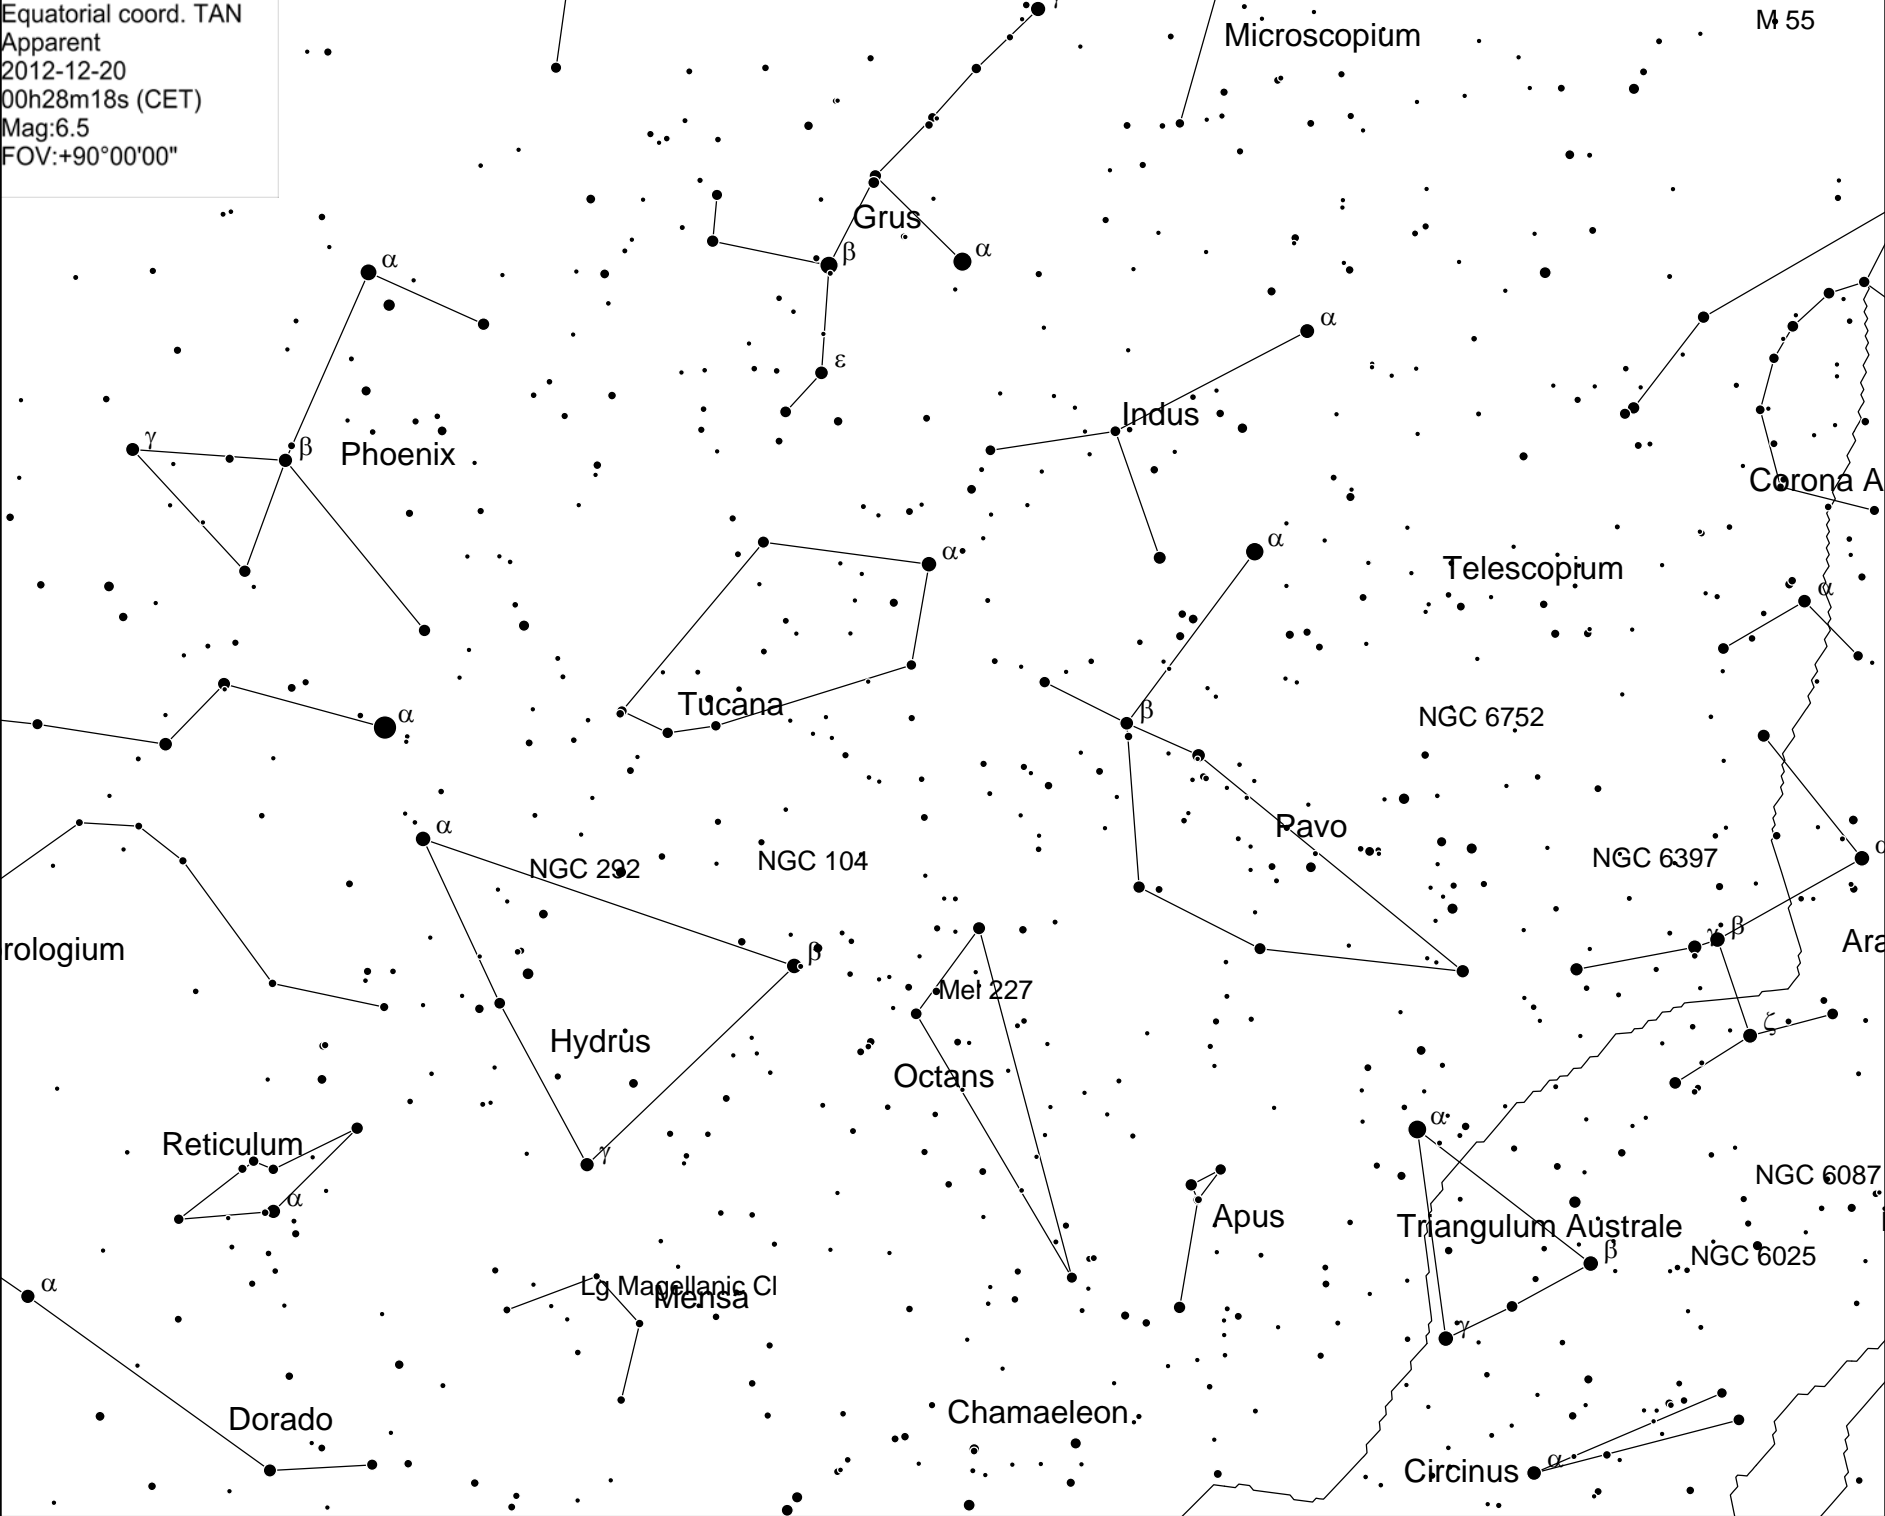 Equatorial coord. TAN
Apparent
2012-12-20
00h28m18s (CET)
Mag:6.5
FOV:+90°00'00"
Microscopium
M 55
Grus
β
α
α
α
ε
Indus
γ
β
Phoenix
Corona A
α
α
Telescopium
α
Tucana
α
β
NGC 6752
α
Pavo
NGC 292
NGC 104
NGC 6397
α
β
γ
rologium
β
Ara
Mel 227
Hydrus
ζ
Octans
α
Reticulum
γ
NGC 6087
α
Apus
Triangulum Australe
β
NGC 6025
α
Lg Magellanic Cl
Mensa
γ
Dorado
Chamaeleon
α
Circinus